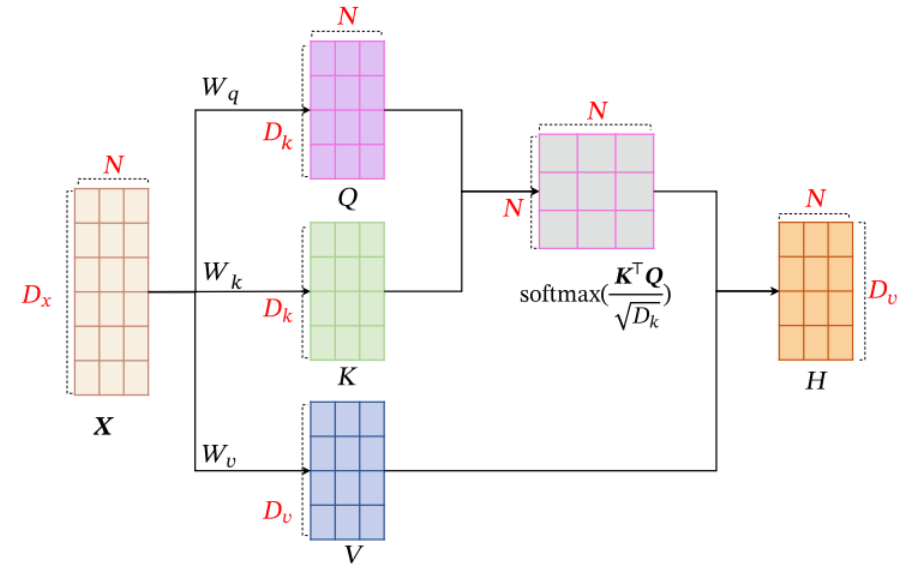 N
W_q
D_k
Q
N
N
softmax(K^⊤Q/√D_k)
N
D_x
X
W_k
D_k
K
N
D_v
H
W_v
D_v
V